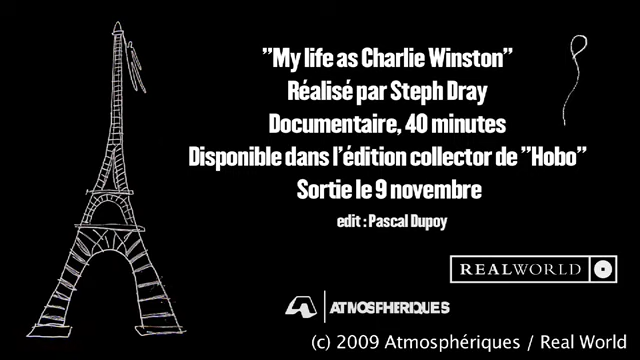 "My life as Charlie Winston"
Réalisé par Steph Dray
Documentaire, 40 minutes
Disponible dans l'édition collector de "Hobo"
Sortie le 9 novembre
edit : Pascal Dupoy
REALWORLD
ATMOSPHERIQUES
(c) 2009 Atmosphériques / Real World